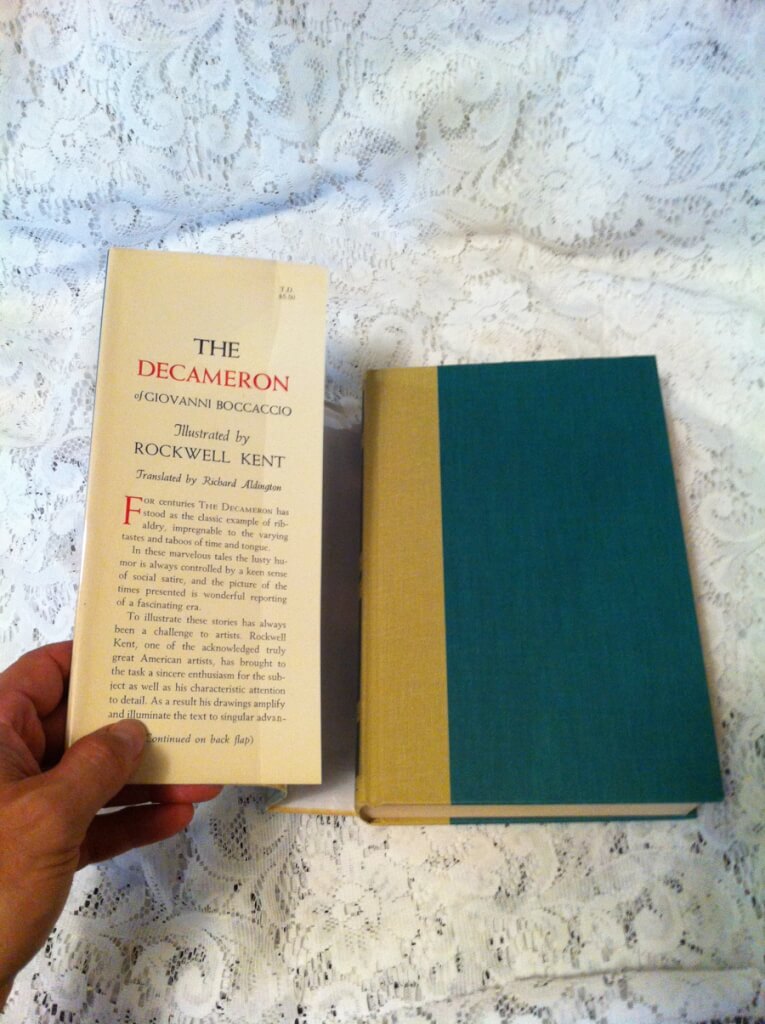 T.D.
$5.95
THE
DECAMERON
of GIOVANNI BOCCACCIO
Illustrated by
ROCKWELL KENT
Translated by Richard Aldington
FOR centuries THE DECAMERON has
stood as the classic example of rib-
aldry, impregnable to the varying
tastes and taboos of time and tongue.
In these marvelous tales the lusty hu-
mor is always controlled by a keen sense
of social satire, and the picture of the
times presented is wonderful reporting
of a fascinating era.
To illustrate these stories has always
been a challenge to artists. Rockwell
Kent, one of the acknowledged truly
great American artists, has brought to
the task a sincere enthusiasm for the sub-
ject as well as his characteristic attention
to detail. As a result his drawings amplify
and illuminate the text to singular advan-
Continued on back flap)